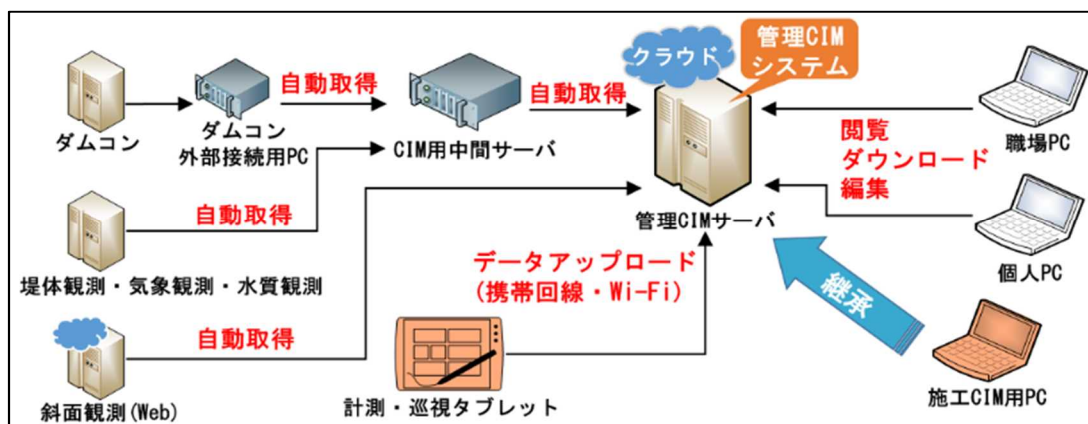 クラウド
管理CIM
システム
ダムコン
自動取得
ダムコン
外部接続用PC
CIM用中間サーバ
自動取得
管理CIMサーバ
閲覧
ダウンロード
編集
職場PC
自動取得
堤体観測・気象観測・水質観測
データアップロード
(携帯回線・Wi-Fi)
個人PC
継承
自動取得
斜面観測(Web)
計測・巡視タブレット
施工CIM用PC